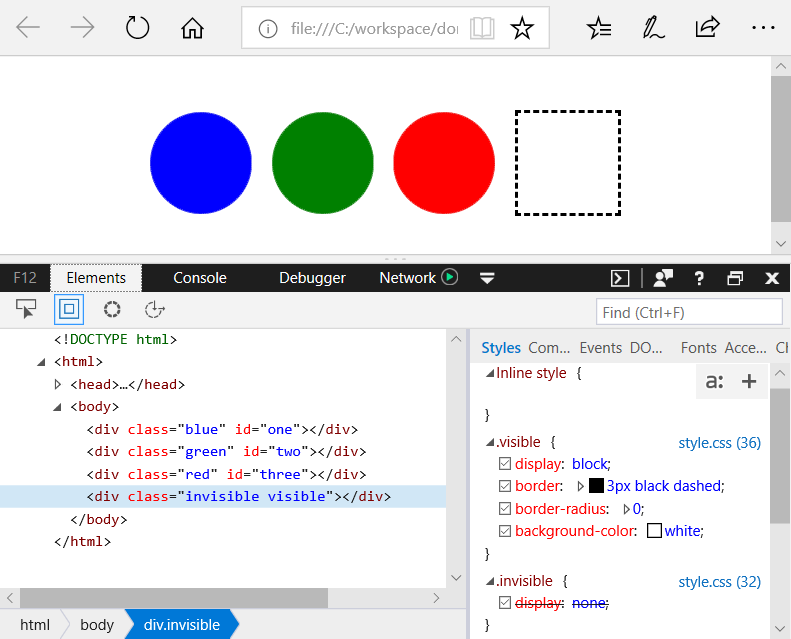 file:///C:/workspace/dor
F12 Elements Console Debugger Network
Find (Ctrl+F)
<!DOCTYPE html>
<html>
<head>…</head>
<body>
<div class="blue" id="one"></div>
<div class="green" id="two"></div>
<div class="red" id="three"></div>
<div class="invisible visible"></div>
</body>
</html>
html body div.invisible
Styles Com... Events DO... Fonts Acce... Ch
Inline style {
a: +
}
.visible { style.css (36)
display: block;
border: 3px black dashed;
border-radius: 0;
background-color: white;
}
.invisible { style.css (32)
display: none;
}